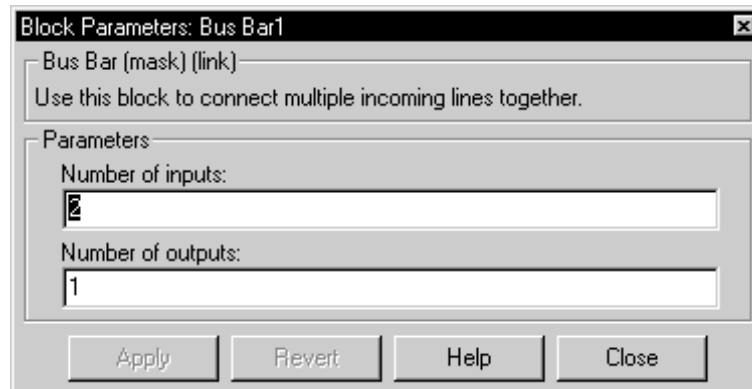 Block Parameters: Bus Bar1
Bus Bar (mask) (link)
Use this block to connect multiple incoming lines together.
Parameters
Number of inputs:
2
Number of outputs:
1
Apply Revert Help Close